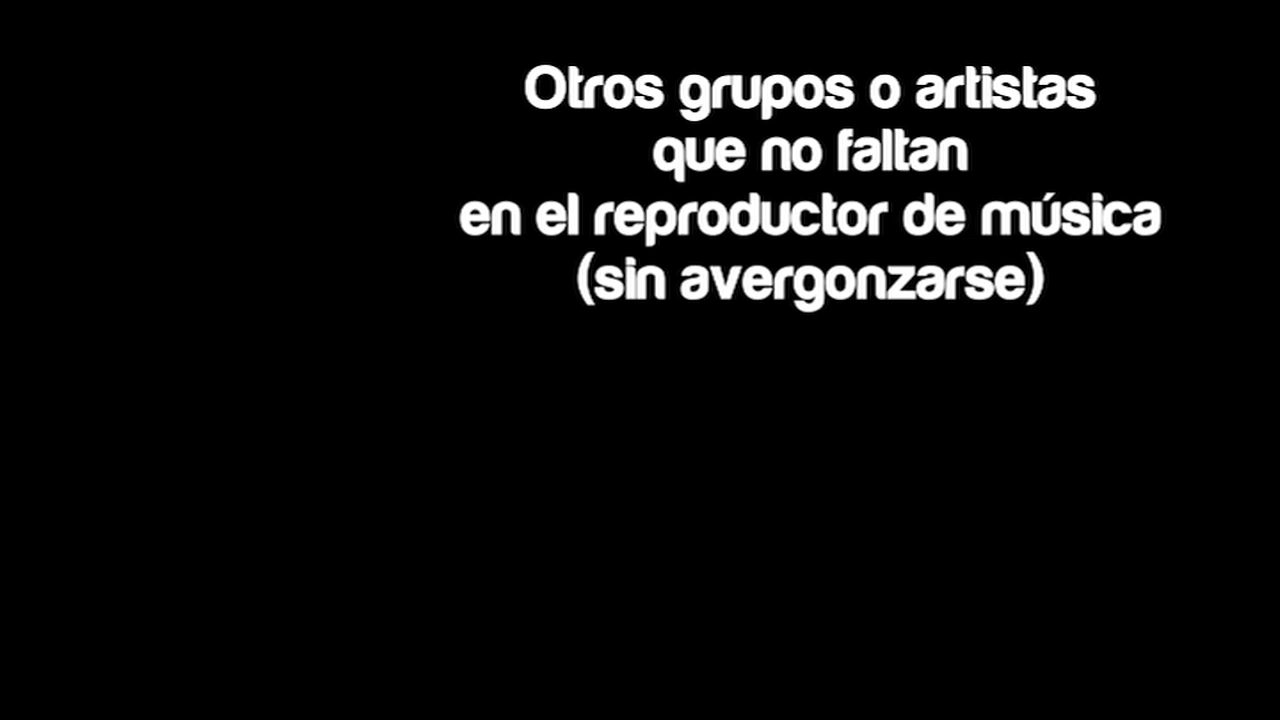 Otros grupos o artistas
que no faltan
en el reproductor de música
(sin avergonzarse)